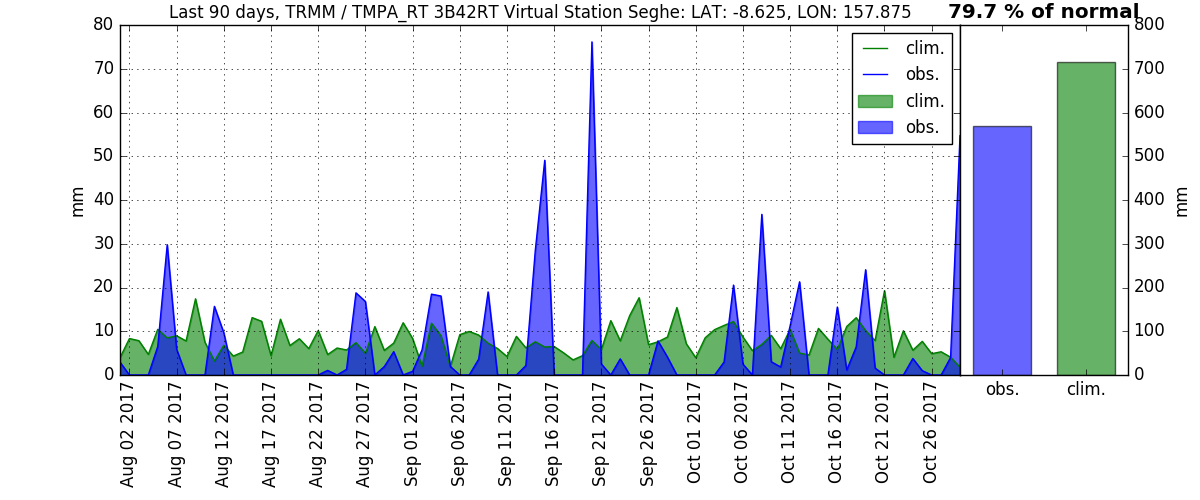 Last 90 days, TRMM / TMPA_RT 3B42RT Virtual Station Seghe: LAT: -8.625, LON: 157.875
79.7 % of normal
80
70
60
50
40
30
20
10
0
mm
clim.
obs.
clim.
obs.
800
700
600
500
400
300
200
100
0
mm
Aug 02 2017
Aug 07 2017
Aug 12 2017
Aug 17 2017
Aug 22 2017
Aug 27 2017
Sep 01 2017
Sep 06 2017
Sep 11 2017
Sep 16 2017
Sep 21 2017
Sep 26 2017
Oct 01 2017
Oct 06 2017
Oct 11 2017
Oct 16 2017
Oct 21 2017
Oct 26 2017
obs.
clim.